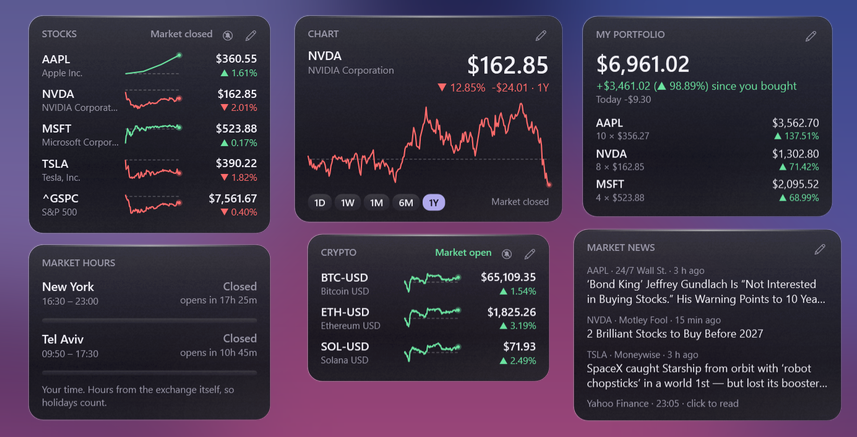 STOCKS
Market closed
AAPL
$360.55
Apple Inc.
▲ 1.61%
NVDA
$162.85
NVIDIA Corporat...
▼ 2.01%
MSFT
$523.88
Microsoft Corpor...
▲ 0.17%
TSLA
$390.22
Tesla, Inc.
▼ 1.82%
^GSPC
$7,561.67
S&P 500
▼ 0.40%
MARKET HOURS
New York
Closed
16:30 – 23:00
opens in 17h 25m
Tel Aviv
Closed
09:50 – 17:30
opens in 10h 45m
Your time. Hours from the exchange itself, so
holidays count.
CHART
NVDA
NVIDIA Corporation
$162.85
▼ 12.85% -$24.01 · 1Y
1D 1W 1M 6M 1Y
Market closed
CRYPTO
Market open
BTC-USD
$65,109.35
Bitcoin USD
▲ 1.54%
ETH-USD
$1,825.26
Ethereum USD
▲ 3.19%
SOL-USD
$71.93
Solana USD
▲ 2.49%
MY PORTFOLIO
$6,961.02
+$3,461.02 (▲ 98.89%) since you bought
Today -$9.30
AAPL
$3,562.70
10 × $356.27
▲ 137.51%
NVDA
$1,302.80
8 × $162.85
▲ 71.42%
MSFT
$2,095.52
4 × $523.88
▲ 68.99%
MARKET NEWS
AAPL · 24/7 Wall St. · 3 h ago
'Bond King' Jeffrey Gundlach Is “Not Interested
in Buying Stocks.” His Warning Points to 10 Yea...
NVDA · Motley Fool · 15 min ago
2 Brilliant Stocks to Buy Before 2027
TSLA · Moneywise · 3 h ago
SpaceX caught Starship from orbit with ‘robot
chopsticks’ in a world 1st — but lost its booster...
Yahoo Finance · 23:05 · click to read